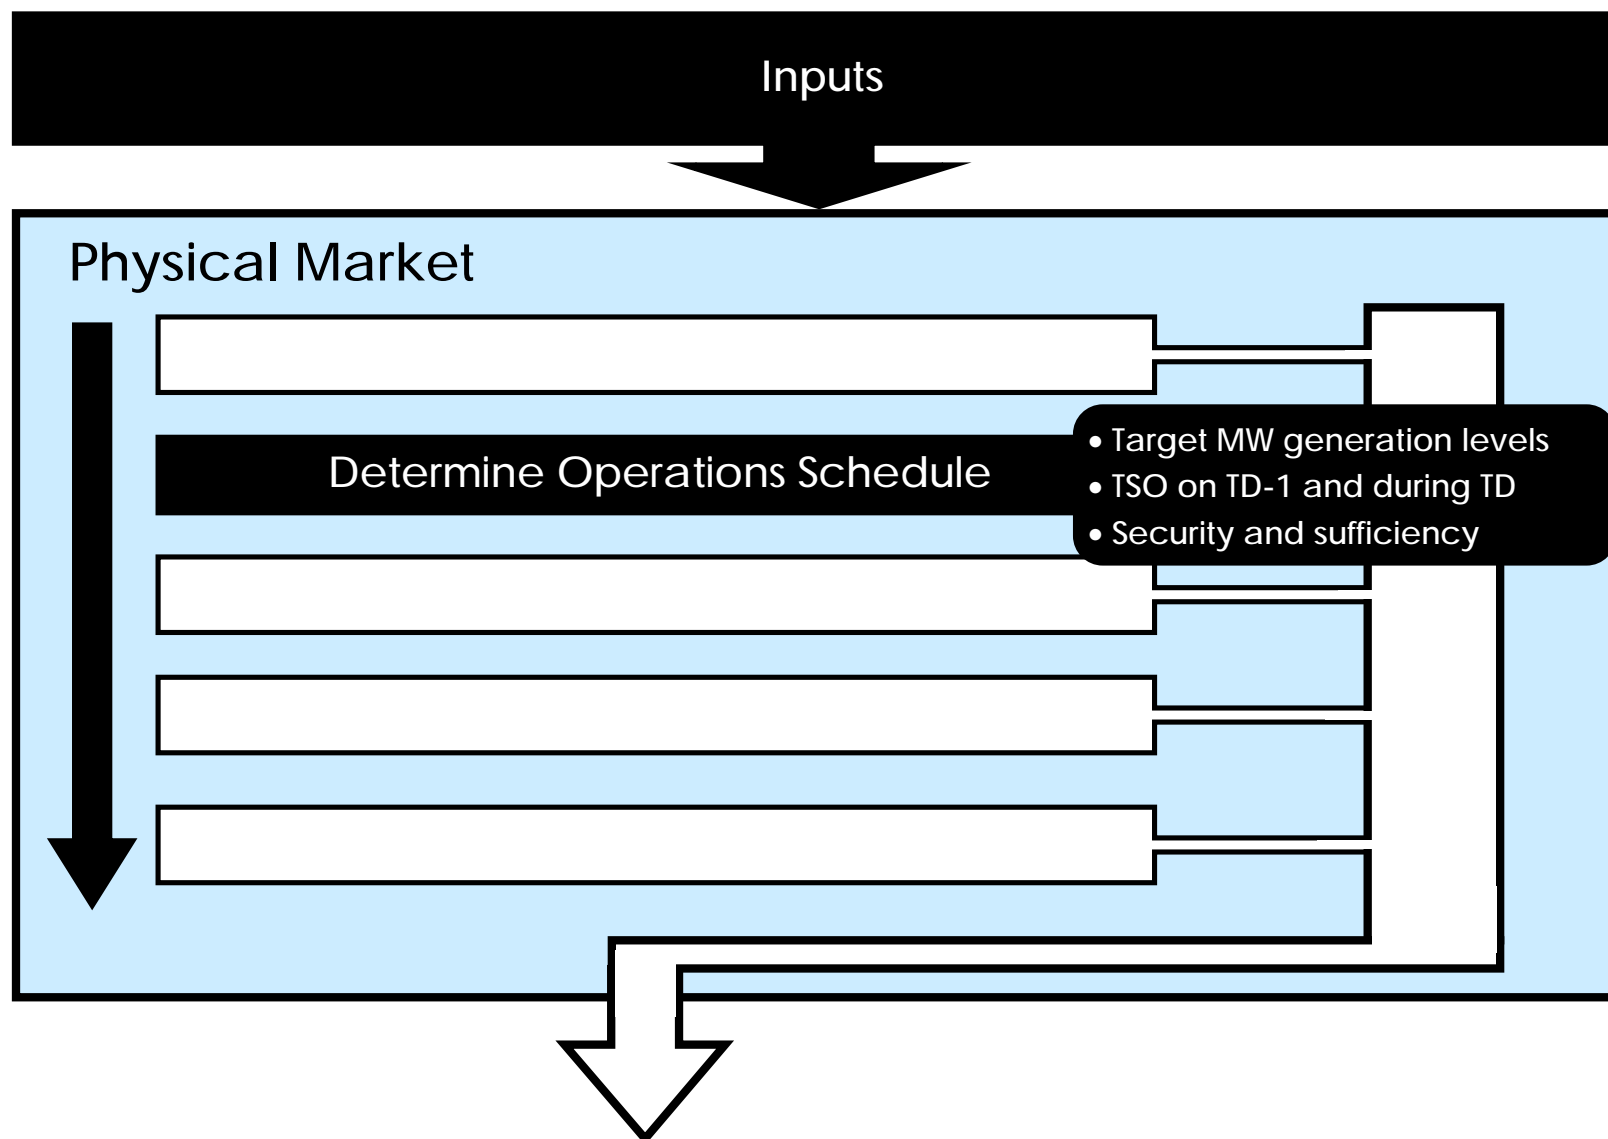 Inputs
Physical Market
Determine Operations Schedule
• Target MW generation levels
• TSO on TD-1 and during TD
• Security and sufficiency